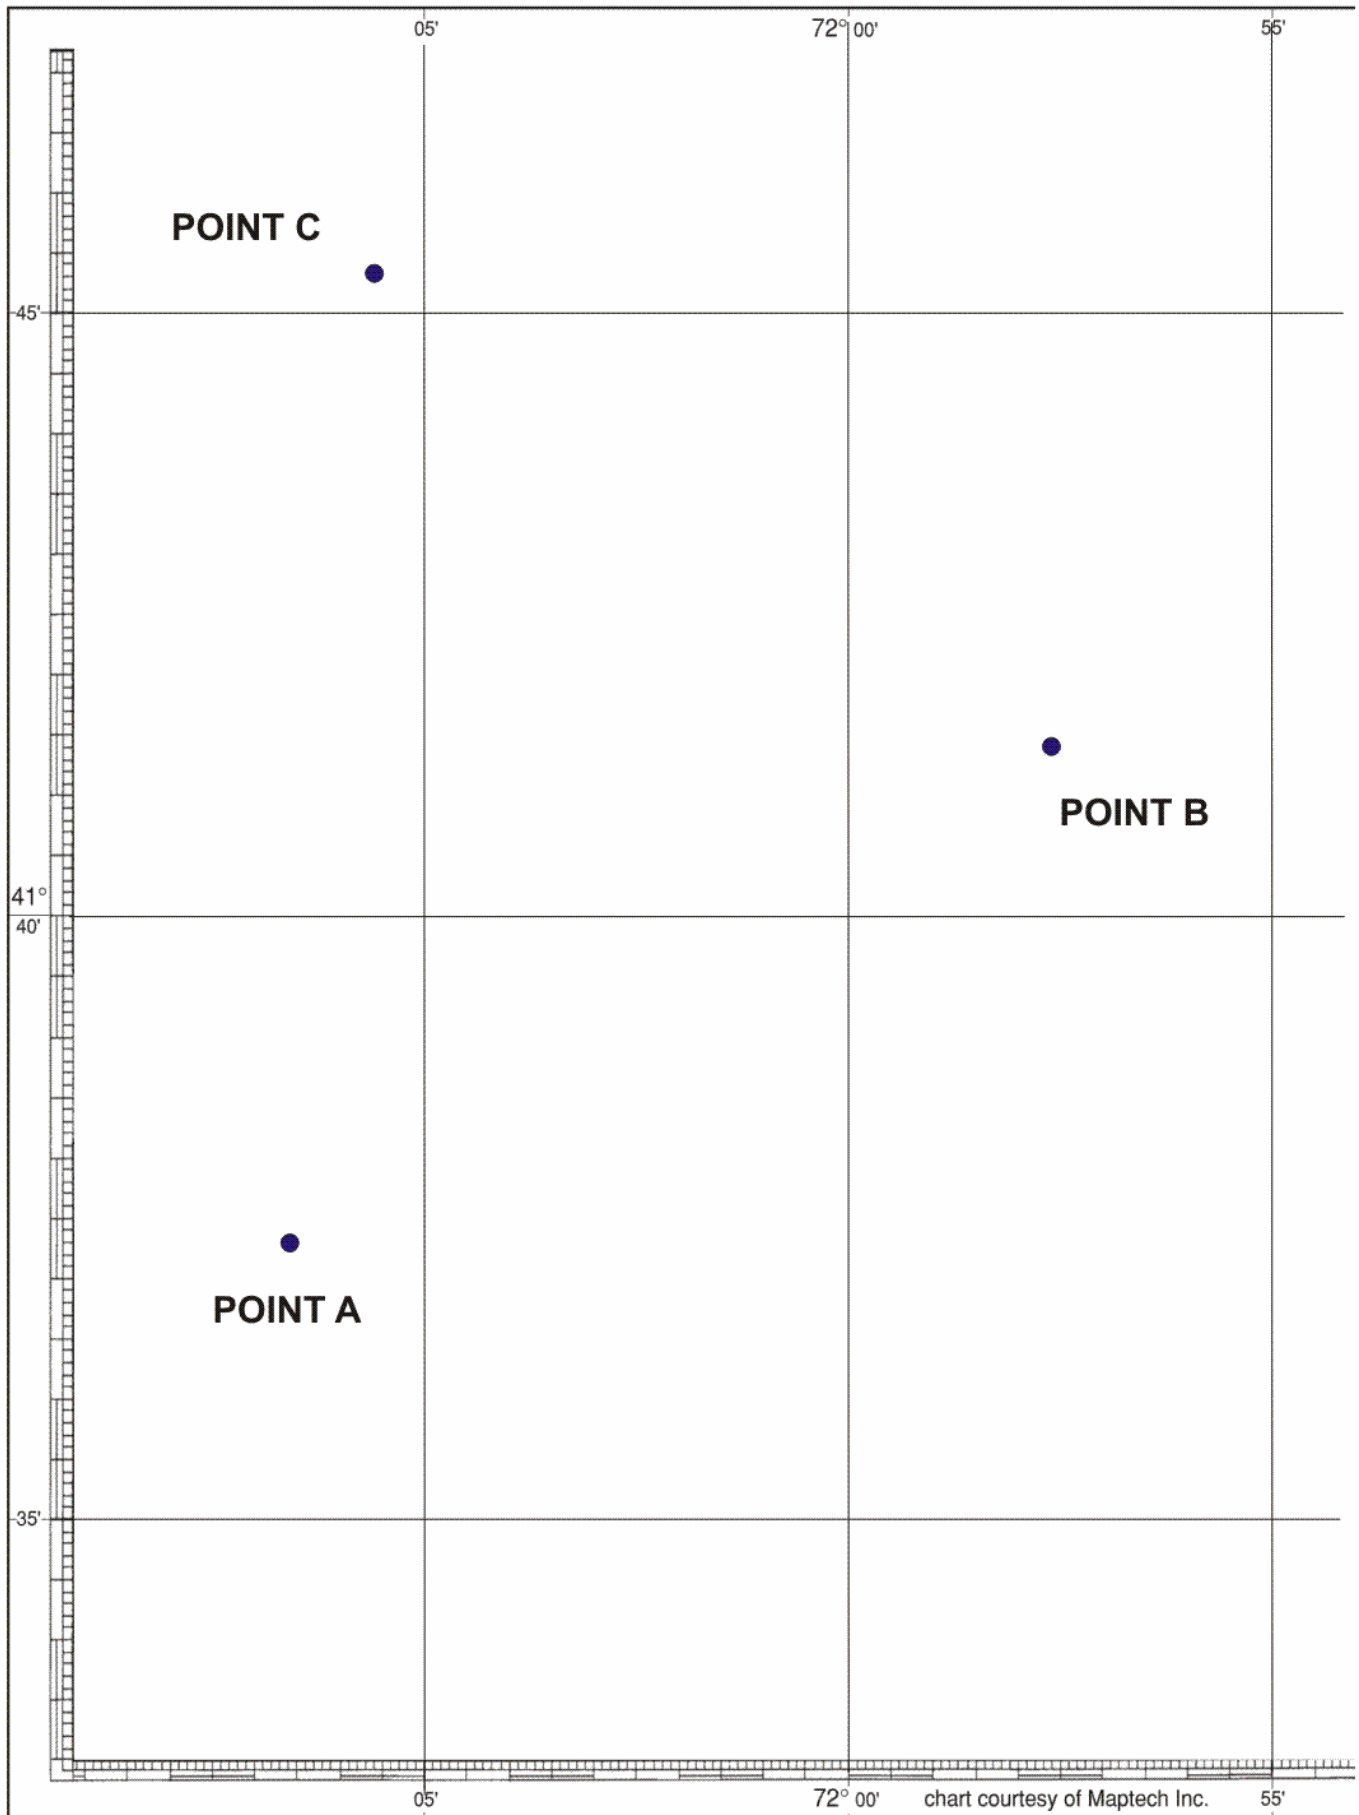 05' 72° 00' 55'
POINT C
45'
POINT B
41°
40'
POINT A
35'
05' 72° 00' chart courtesy of Maptech Inc. 55'